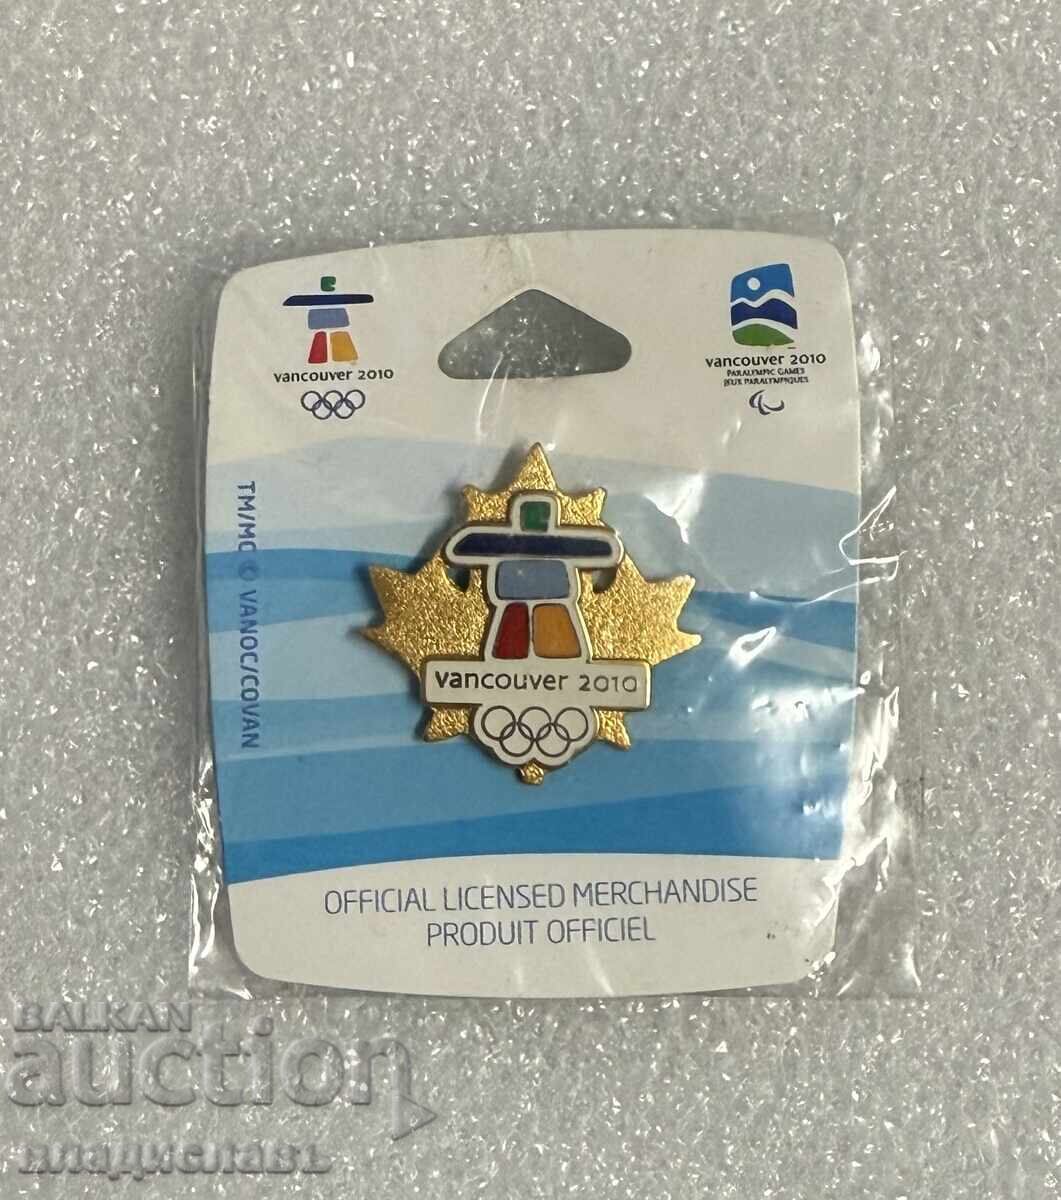 vancouver 2010
vancouver 2010
PARALYMPIC GAMES
JEUX PARALYMPIQUES
TM/MC © VANOC/COVAN
vancouver 2010
OFFICIAL LICENSED MERCHANDISE
PRODUIT OFFICIEL
BALKAN
auction
владиславъ